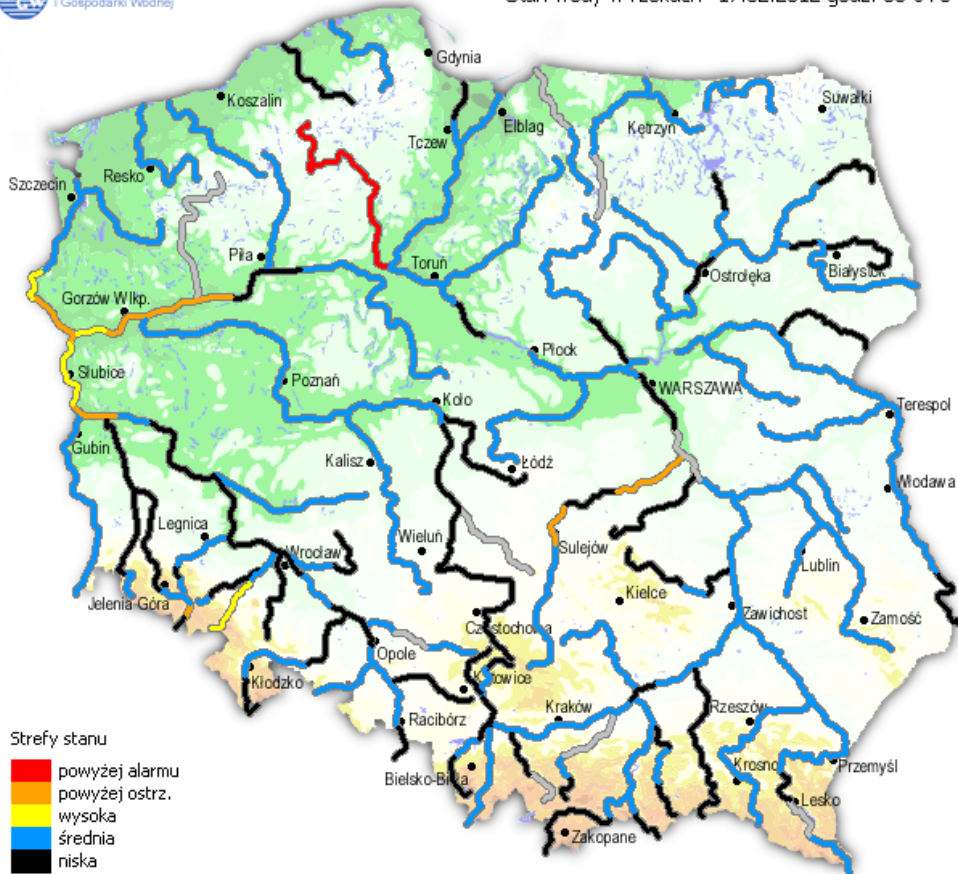 i Gospodarki Wodnej
Gdynia
Koszalin
Suwałki
Elbląg
Kętrzyn
Tczew
Resko
Szczecin
Piła
Toruń
Białystok
Ostrołęka
Gorzów Wlkp.
Płock
Słubice
Poznań
WARSZAWA
Koło
Terespol
Gubin
Kalisz
Łódź
Włodawa
Legnica
Wrocław
Wieluń
Sulejów
Lublin
Jelenia Góra
Kielce
Zawichost
Zamość
Częstochowa
Opole
Kłodzko
Katowice
Racibórz
Kraków
Rzeszów
Strefy stanu
Bielsko-Biała
Krosno
Przemyśl
powyżej alarmu
Lesko
powyżej ostrz.
wysoka
Zakopane
średnia
niska